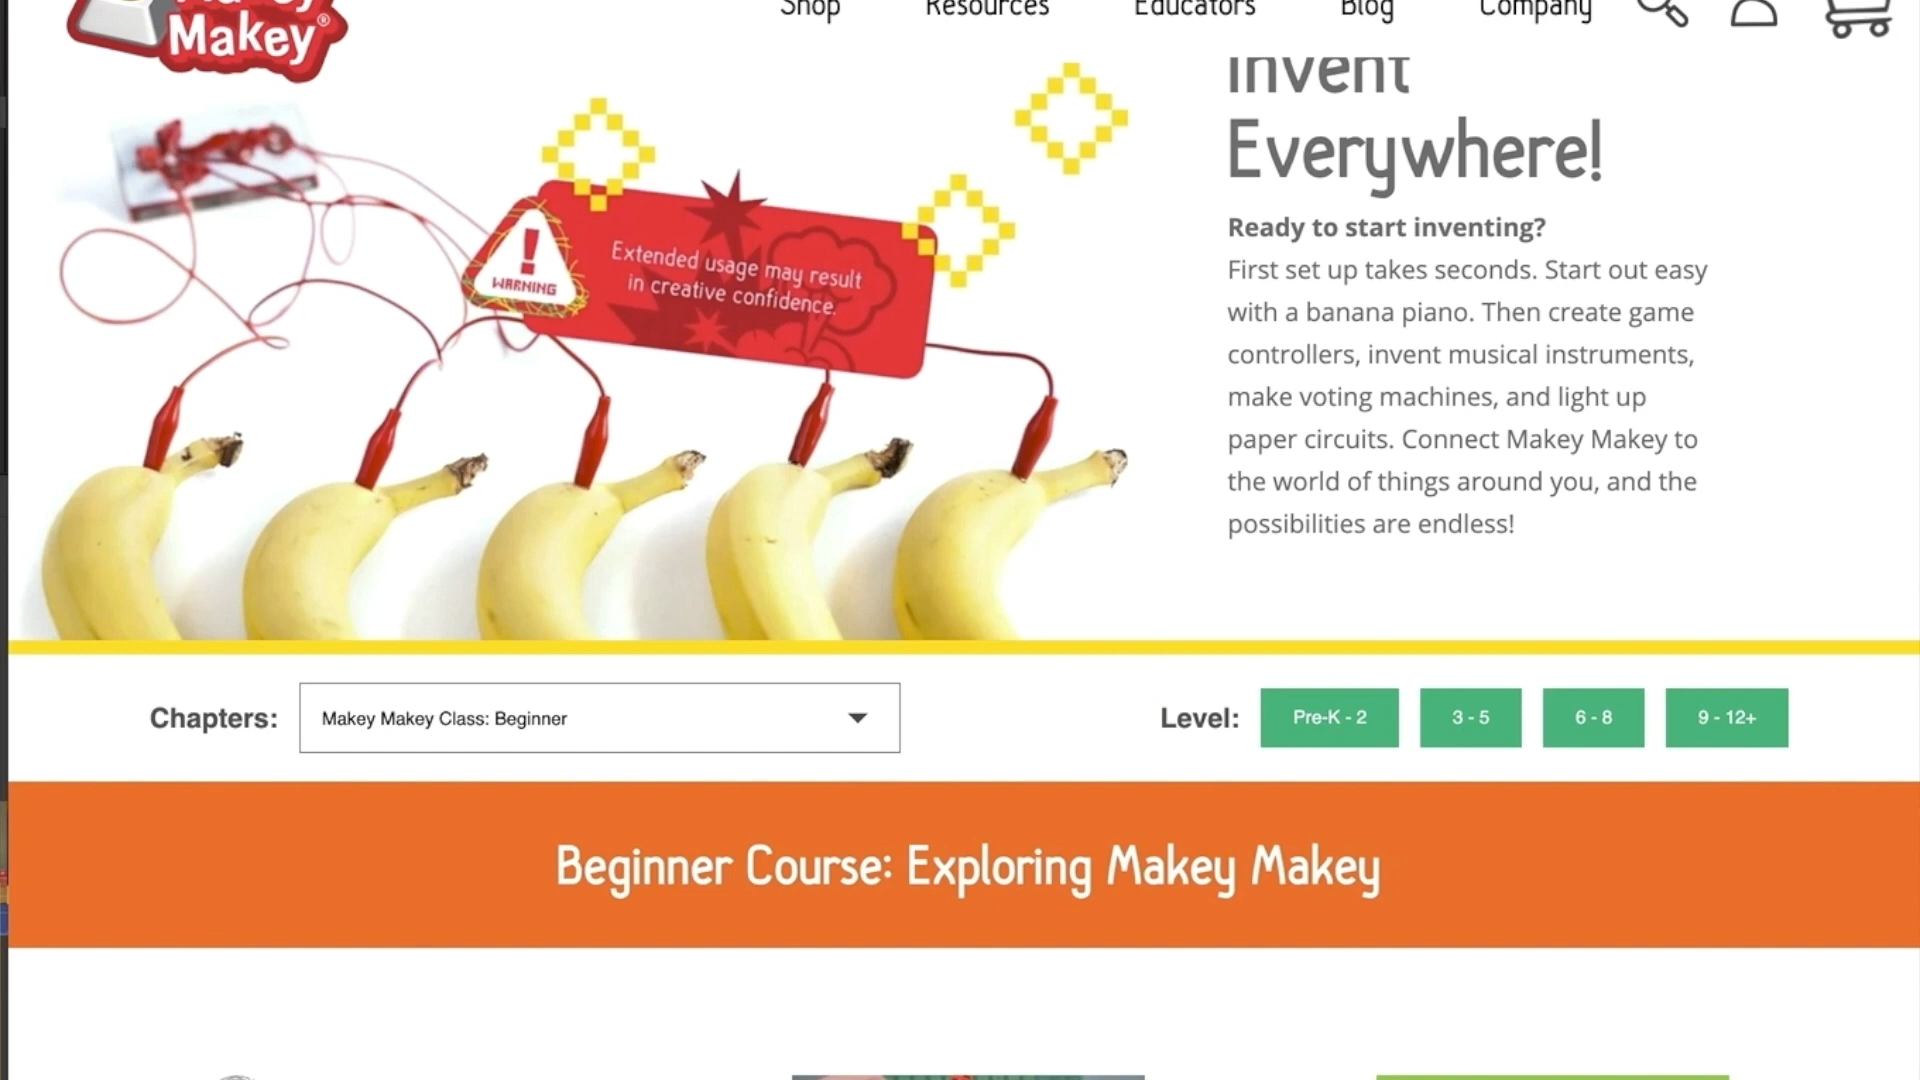 Makey
Makey®
Shop Resources Educators Blog Company
Invent
Everywhere!
Ready to start inventing?
First set up takes seconds. Start out easy
with a banana piano. Then create game
controllers, invent musical instruments,
make voting machines, and light up
paper circuits. Connect Makey Makey to
the world of things around you, and the
possibilities are endless!
! WARNING
Extended usage may result
in creative confidence.
Chapters: Makey Makey Class: Beginner Level: Pre-K - 2 3 - 5 6 - 8 9 - 12+
Beginner Course: Exploring Makey Makey